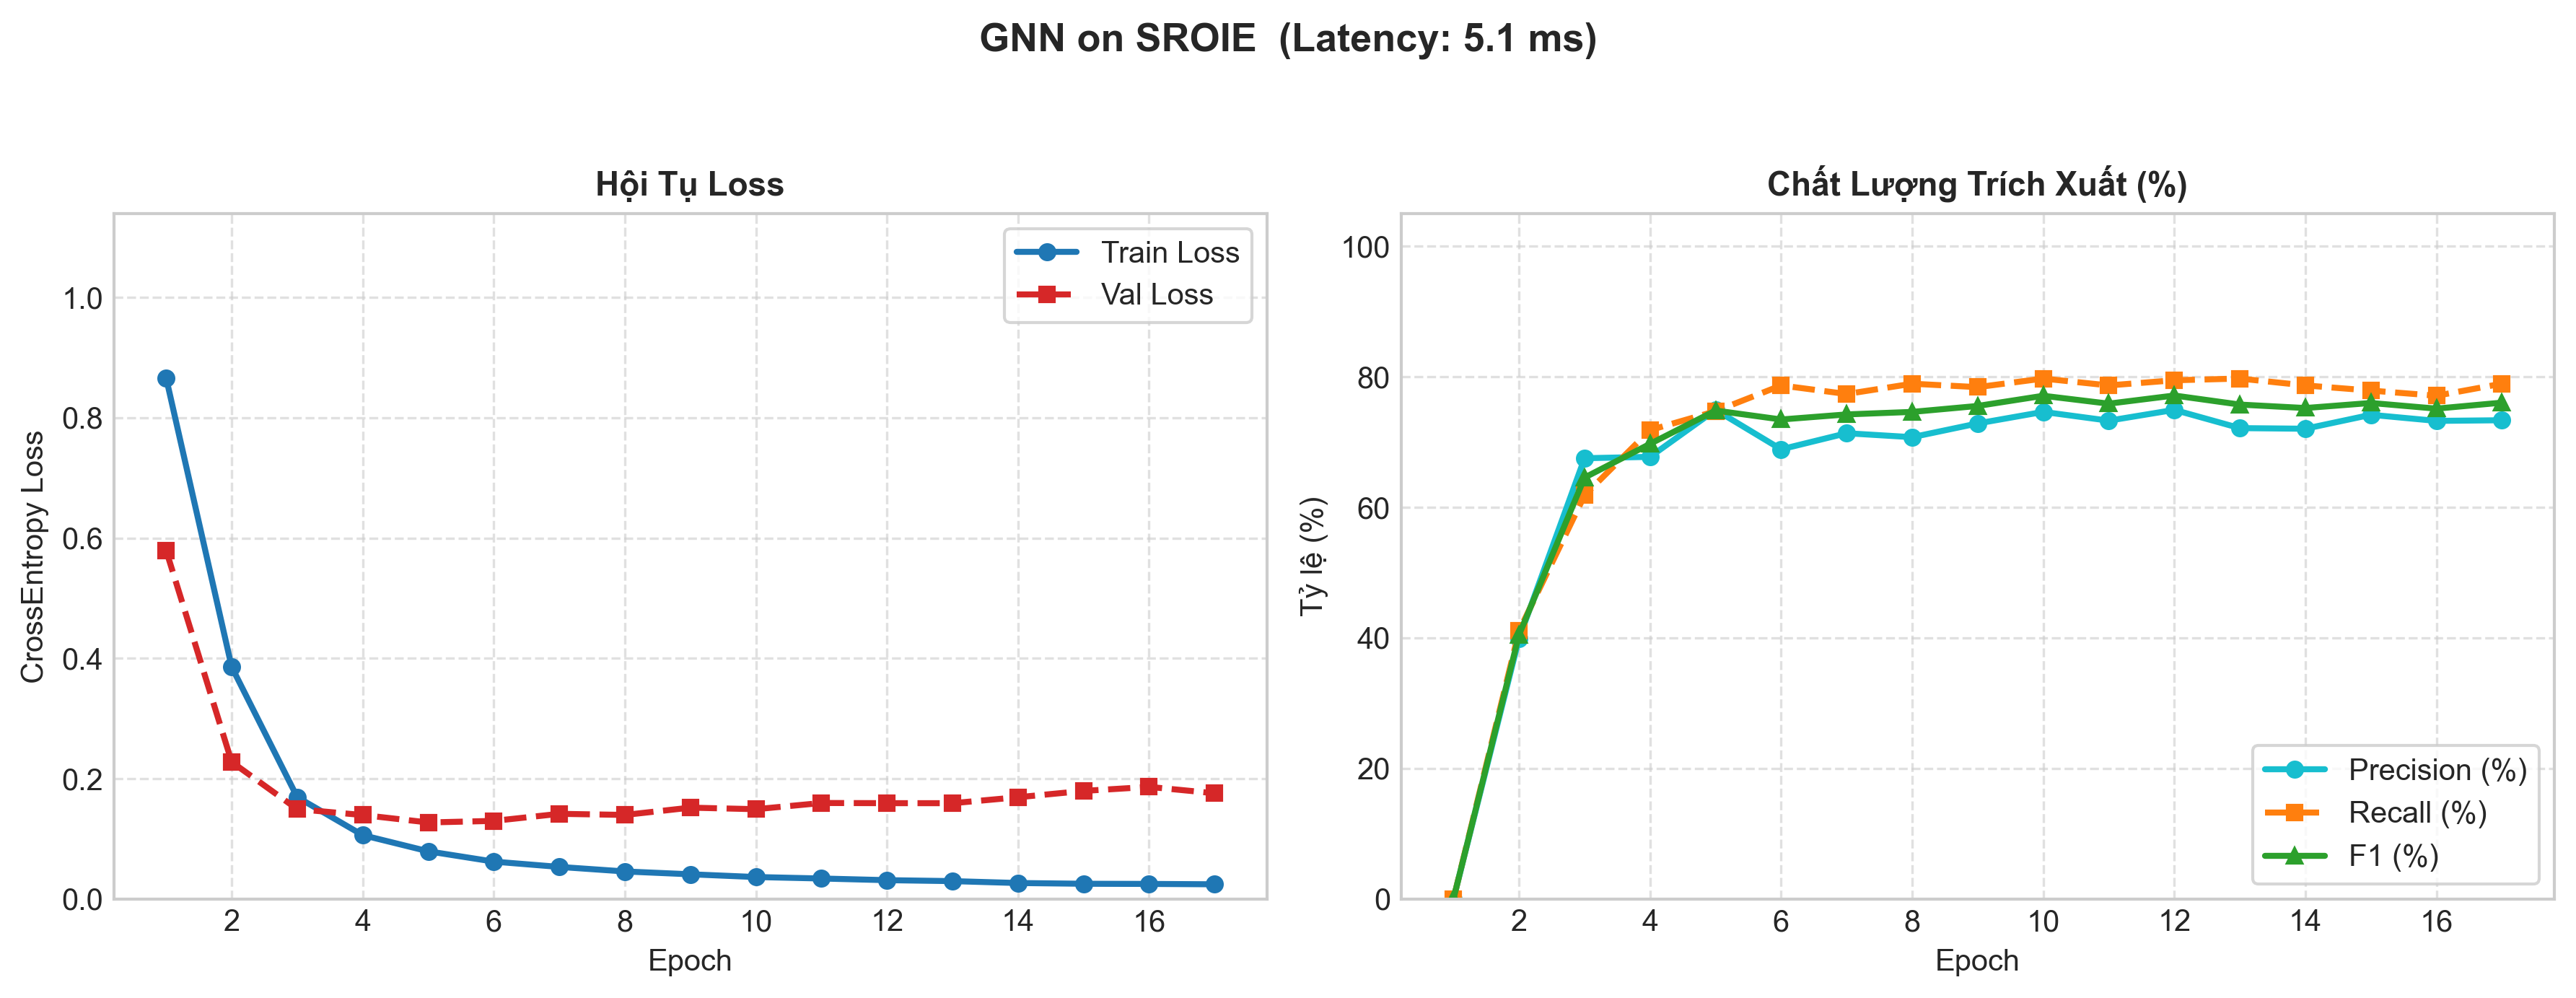 GNN on SROIE (Latency: 5.1 ms)
Hội Tụ Loss
Train Loss
Val Loss
1.0
0.8
0.6
0.4
0.2
0.0
CrossEntropy Loss
2 4 6 8 10 12 14 16
Epoch
Chất Lượng Trích Xuất (%)
100
80
60
40
20
0
Tỷ lệ (%)
Precision (%)
Recall (%)
F1 (%)
2 4 6 8 10 12 14 16
Epoch